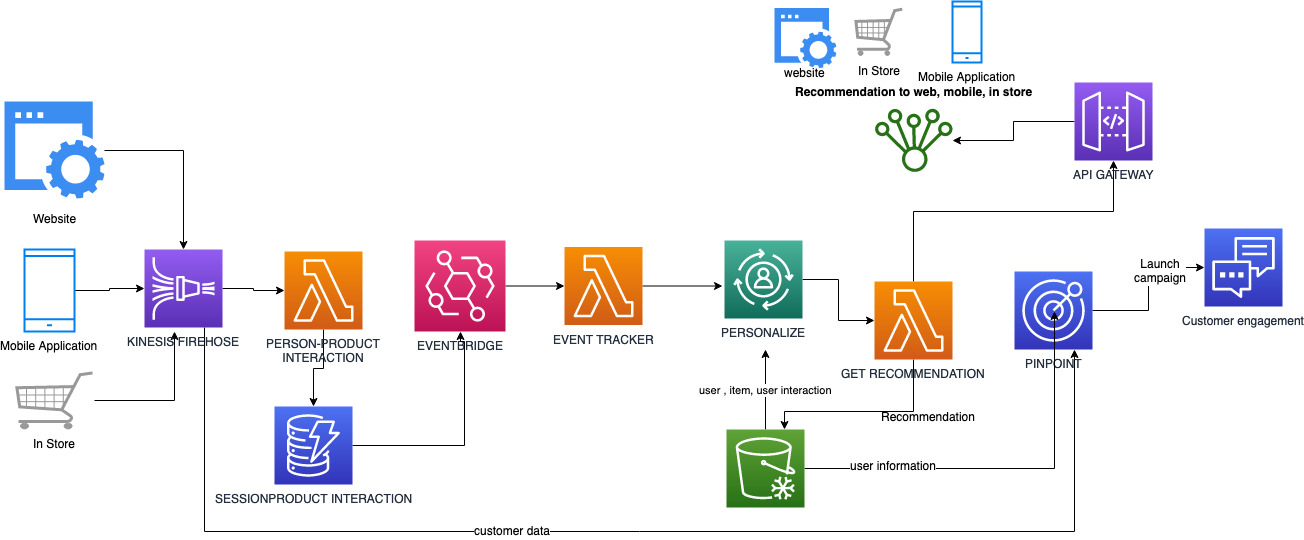 website
In Store
Mobile Application
Recommendation to web, mobile, in store
</>
API GATEWAY
Website
Mobile Application
In Store
KINESIS FIREHOSE
PERSON-PRODUCT
INTERACTION
SESSIONPRODUCT INTERACTION
EVENTBRIDGE
EVENT TRACKER
PERSONALIZE
user , item, user interaction
GET RECOMMENDATION
Recommendation
user information
PINPOINT
Launch
campaign
Customer engagement
customer data